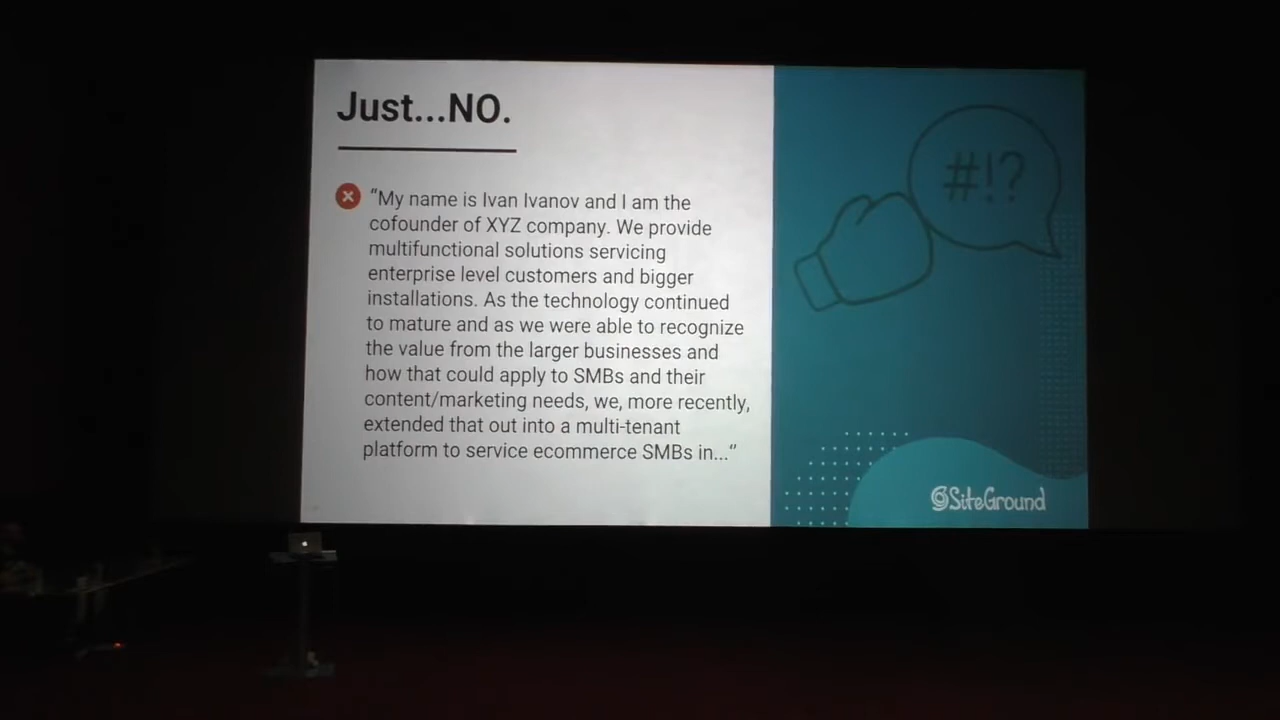 Just...NO.
“My name is Ivan Ivanov and I am the
cofounder of XYZ company. We provide
multifunctional solutions servicing
enterprise level customers and bigger
installations. As the technology continued
to mature and as we were able to recognize
the value from the larger businesses and
how that could apply to SMBs and their
content/marketing needs, we, more recently,
extended that out into a multi-tenant
platform to service ecommerce SMBs in...“
#!?
SiteGround